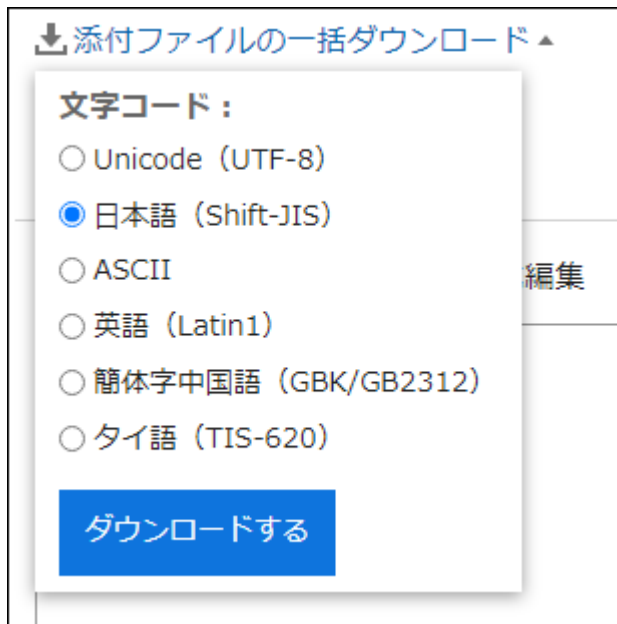 添付ファイルの一括ダウンロード
文字コード：
Unicode（UTF-8）
日本語（Shift-JIS）
ASCII
編集
英語（Latin1）
簡体字中国語（GBK/GB2312）
タイ語（TIS-620）
ダウンロードする